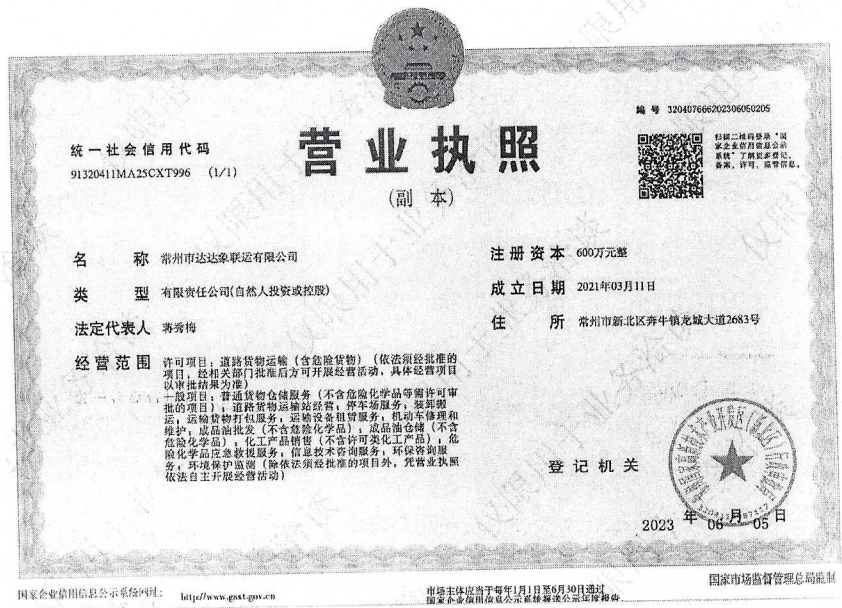 编 号 320407666202306050205
统一社会信用代码
91320411MA25CXT996 (1/1)
营业执照
(副 本)
扫描二维码登录“国
家企业信用信息公示
系统”了解更多登记、
备案、许可、监管信息。
名 称 常州市达达象联运有限公司
类 型 有限责任公司(自然人投资或控股)
法定代表人 蒋秀梅
经营范围 许可项目：道路货物运输（含危险货物）（依法须经批准的
项目，经相关部门批准后方可开展经营活动，具体经营项目
以审批结果为准）
一般项目：普通货物仓储服务（不含危险化学品等需许可审
批的项目）；道路货物运输站经营；停车场服务；装卸搬
运；运输货物打包服务；运输设备租赁服务；机动车修理和
维护；成品油批发（不含危险化学品）；成品油仓储（不含
危险化学品）；化工产品销售（不含许可类化工产品）；危
险化学品应急救援服务；信息技术咨询服务；环保咨询服
务；环境保护监测（除依法须经批准的项目外，凭营业执照
依法自主开展经营活动）
注册资本 600万元整
成立日期 2021年03月11日
住 所 常州市新北区奔牛镇龙城大道2683号
登记机关
2023 年 06 月 05 日
国家企业信用信息公示系统网址： http://www.gsxt.gov.cn
市场主体应当于每年1月1日至6月30日通过
国家企业信用信息公示系统报送公示年度报告。
国家市场监督管理总局监制